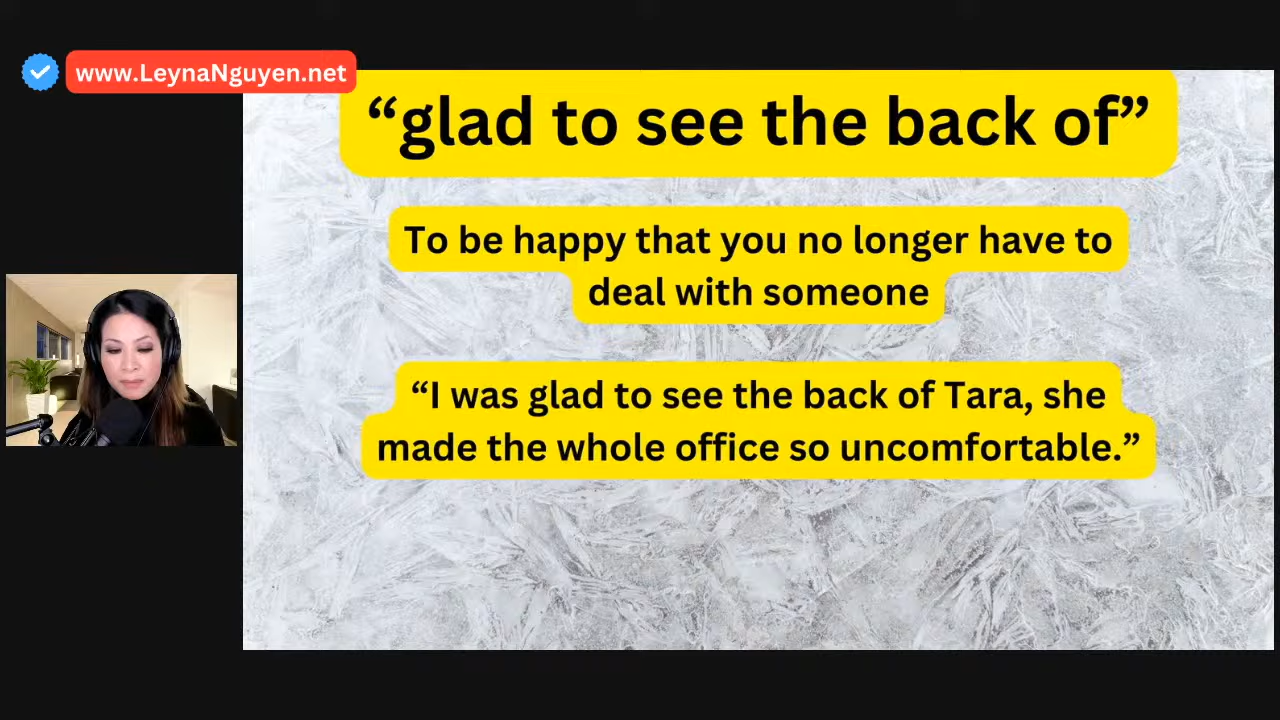 www.LeynaNguyen.net
“glad to see the back of”
To be happy that you no longer have to
deal with someone
“I was glad to see the back of Tara, she
made the whole office so uncomfortable.”